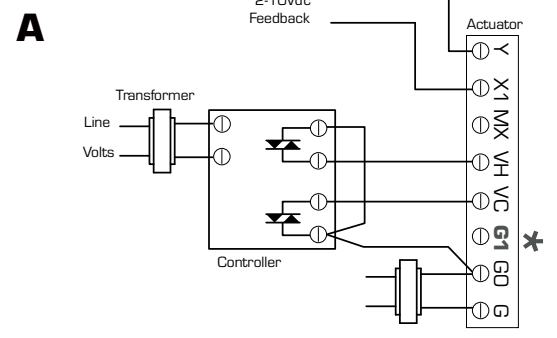 A
2-10vdc
Feedback
Actuator
Y
X1
MX
VH
VC
G1
*
G0
G
Transformer
Line
Volts
Controller